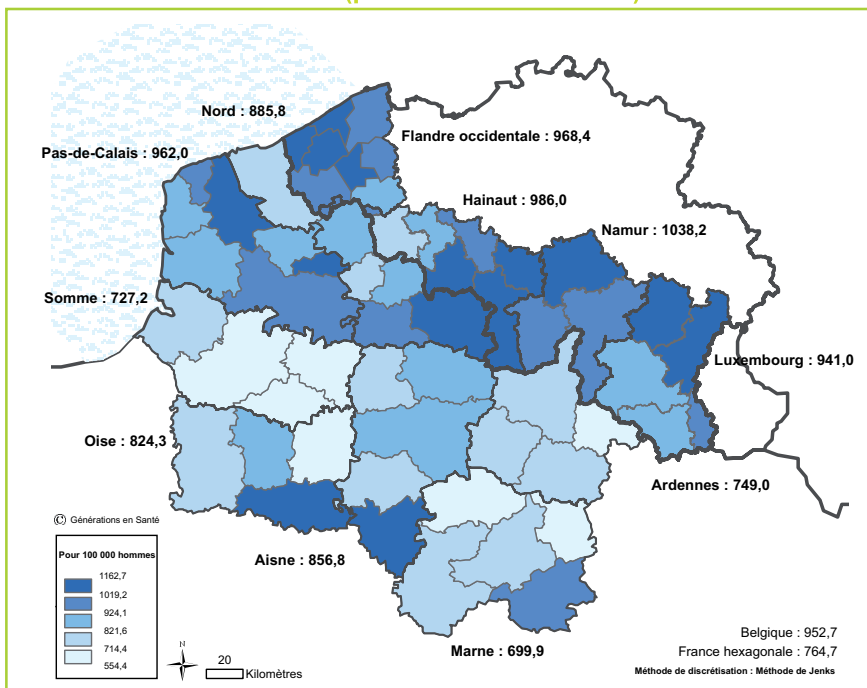 Nord : 885,8
Flandre occidentale : 968,4
Pas-de-Calais : 962,0
Hainaut : 986,0
Namur : 1038,2
Somme : 727,2
Luxembourg : 941,0
Oise : 824,3
Ardennes : 749,0
© Générations en Santé
Pour 100 000 hommes
1162,7
1019,2
924,1
821,6
714,4
554,4
Aisne : 856,8
N
20
Kilomètres
Marne : 699,9
Belgique : 952,7
France hexagonale : 764,7
Méthode de discrétisation : Méthode de Jenks